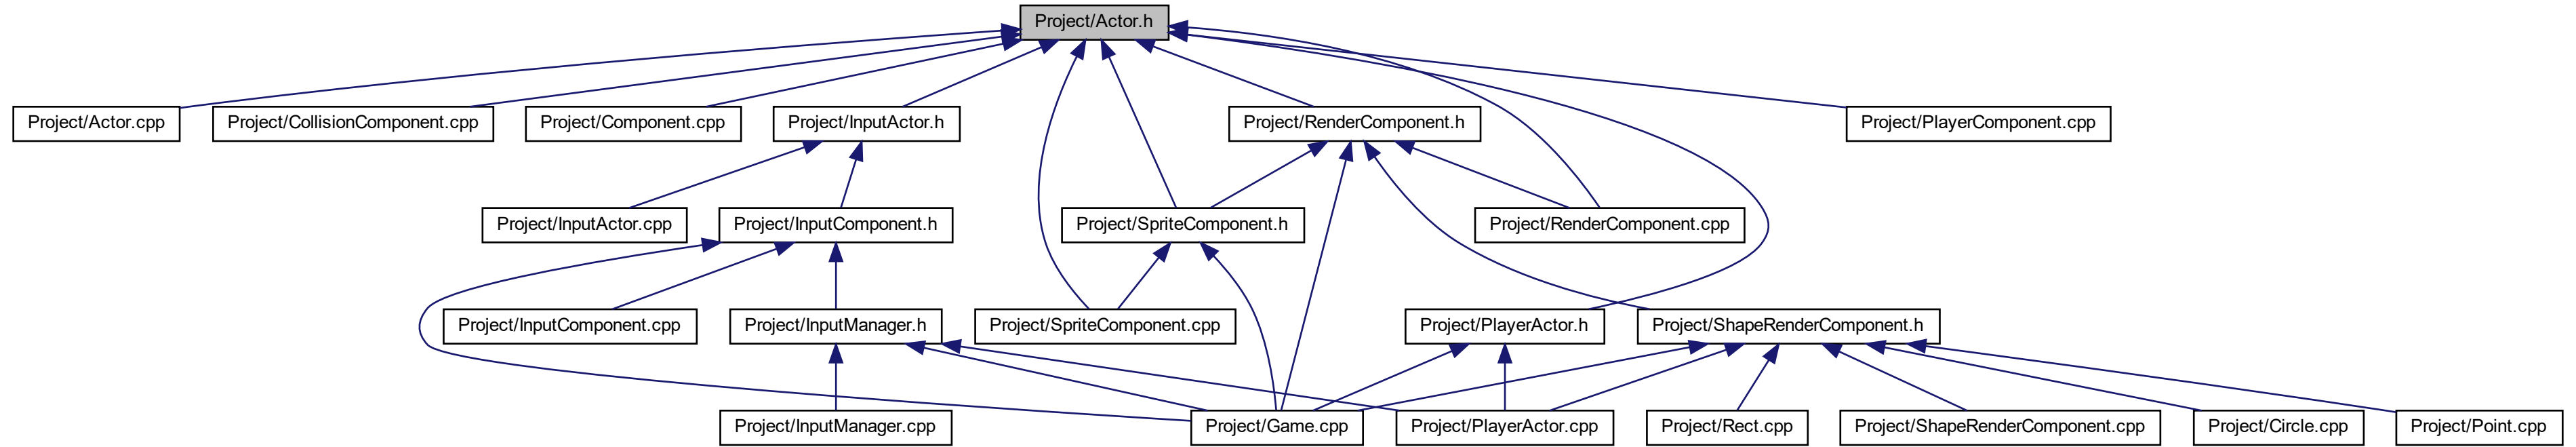 Project/Actor.h
Project/Actor.cpp
Project/CollisionComponent.cpp
Project/Component.cpp
Project/InputActor.h
Project/RenderComponent.h
Project/PlayerComponent.cpp
Project/InputActor.cpp
Project/InputComponent.h
Project/SpriteComponent.h
Project/RenderComponent.cpp
Project/InputComponent.cpp
Project/InputManager.h
Project/SpriteComponent.cpp
Project/PlayerActor.h
Project/ShapeRenderComponent.h
Project/InputManager.cpp
Project/Game.cpp
Project/PlayerActor.cpp
Project/Rect.cpp
Project/ShapeRenderComponent.cpp
Project/Circle.cpp
Project/Point.cpp